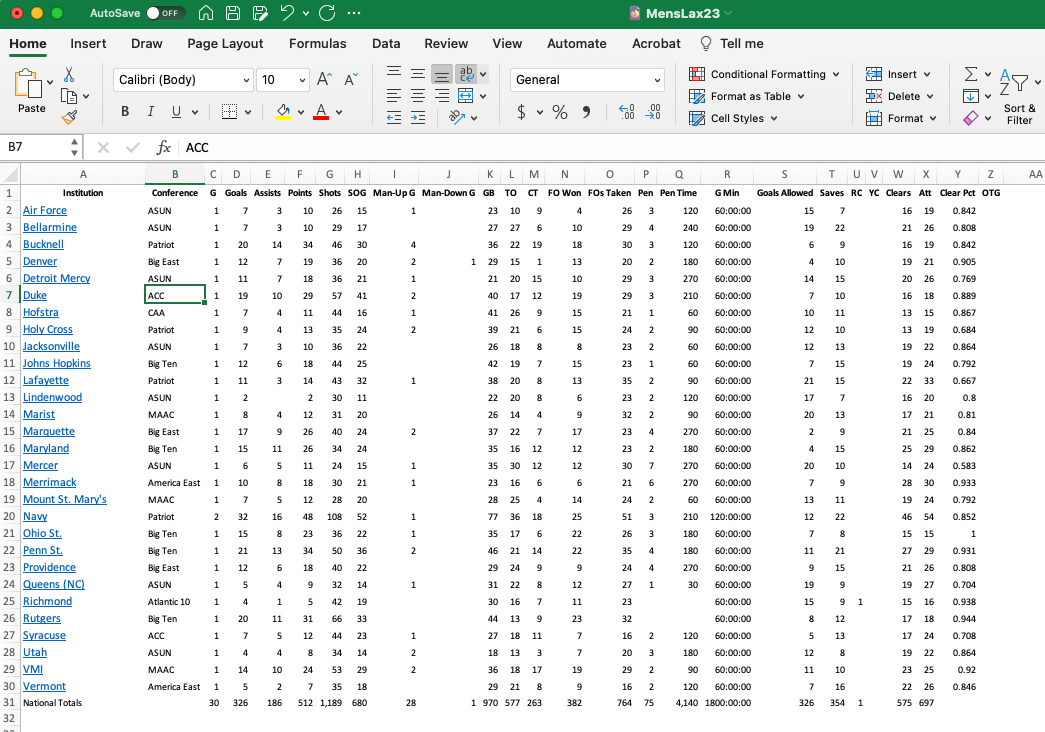 AutoSave OFF MensLax23
Home Insert Draw Page Layout Formulas Data Review View Automate Acrobat Tell me
Paste Calibri (Body) 10 A A ab General Conditional Formatting Insert
Format as Table Delete
B I U A $ % Cell Styles Format Sort & Filter
B7 fx ACC
A B C D E F G H I J K L M N O P Q R S T U V W X Y Z AA
1 Institution Conference G Goals Assists Points Shots SOG Man-Up G Man-Down G GB TO CT FO Won FOs Taken Pen Pen Time G Min Goals Allowed Saves RC YC Clears Att Clear Pct OTG
2 Air Force ASUN 1 7 3 10 26 15 1 23 10 9 4 26 3 120 60:00:00 15 7 16 19 0.842
3 Bellarmine ASUN 1 7 3 10 29 17 27 27 6 10 29 4 240 60:00:00 19 22 21 26 0.808
4 Bucknell Patriot 1 20 14 34 46 30 4 36 22 19 18 30 3 120 60:00:00 6 9 16 19 0.842
5 Denver Big East 1 12 7 19 36 20 2 1 29 15 1 13 20 2 180 60:00:00 4 10 19 21 0.905
6 Detroit Mercy ASUN 1 11 7 18 36 21 1 21 20 15 10 29 3 270 60:00:00 14 15 20 26 0.769
7 Duke ACC 1 19 10 29 57 41 2 40 17 12 19 29 3 210 60:00:00 7 10 16 18 0.889
8 Hofstra CAA 1 7 4 11 44 16 1 41 26 9 15 21 1 60 60:00:00 10 11 13 15 0.867
9 Holy Cross Patriot 1 9 4 13 35 24 2 39 21 6 15 24 2 90 60:00:00 12 10 13 19 0.684
10 Jacksonville ASUN 1 7 3 10 36 22 26 18 8 8 23 2 60 60:00:00 12 13 19 22 0.864
11 Johns Hopkins Big Ten 1 12 6 18 44 25 42 19 7 15 23 1 60 60:00:00 7 15 19 24 0.792
12 Lafayette Patriot 1 11 3 14 43 32 1 38 20 8 13 35 2 90 60:00:00 21 15 22 33 0.667
13 Lindenwood ASUN 1 2 2 30 11 22 20 8 6 23 2 120 60:00:00 17 7 16 20 0.8
14 Marist MAAC 1 8 4 12 31 20 26 14 4 9 32 2 90 60:00:00 20 13 17 21 0.81
15 Marquette Big East 1 17 9 26 40 24 2 37 22 7 17 23 4 270 60:00:00 2 9 21 25 0.84
16 Maryland Big Ten 1 15 11 26 34 24 35 16 12 12 23 2 180 60:00:00 4 15 25 29 0.862
17 Mercer ASUN 1 6 5 11 24 15 1 35 30 12 12 30 7 270 60:00:00 20 10 14 24 0.583
18 Merrimack America East 1 10 8 18 30 21 1 23 16 6 6 21 6 270 60:00:00 7 9 28 30 0.933
19 Mount St. Mary's MAAC 1 7 5 12 28 20 28 25 4 14 24 2 60 60:00:00 13 11 19 24 0.792
20 Navy Patriot 2 32 16 48 108 52 1 77 36 18 25 51 3 210 120:00:00 12 22 46 54 0.852
21 Ohio St. Big Ten 1 15 8 23 36 22 1 35 17 6 22 26 3 180 60:00:00 7 8 15 15 1
22 Penn St. Big Ten 1 21 13 34 50 36 2 46 21 14 22 35 4 180 60:00:00 11 21 27 29 0.931
23 Providence Big East 1 12 6 18 40 22 29 24 9 9 24 4 270 60:00:00 9 15 21 26 0.808
24 Queens (NC) ASUN 1 5 4 9 32 14 1 31 22 8 12 27 1 30 60:00:00 19 9 19 27 0.704
25 Richmond Atlantic 10 1 4 1 5 42 19 30 16 7 11 23 60:00:00 15 9 1 15 16 0.938
26 Rutgers Big Ten 1 20 11 31 66 33 44 13 9 23 32 60:00:00 8 12 17 18 0.944
27 Syracuse ACC 1 7 5 12 44 23 1 27 18 11 7 16 2 120 60:00:00 5 13 17 24 0.708
28 Utah ASUN 1 4 4 8 34 14 2 18 13 3 7 20 3 180 60:00:00 12 8 19 22 0.864
29 VMI MAAC 1 14 10 24 53 29 2 36 18 17 19 29 2 90 60:00:00 11 10 23 25 0.92
30 Vermont America East 1 5 2 7 35 18 29 21 8 9 16 2 120 60:00:00 7 16 22 26 0.846
31 National Totals 30 326 186 512 1,189 680 28 1 970 577 263 382 764 75 4,140 1800:00:00 326 354 1 575 697
32